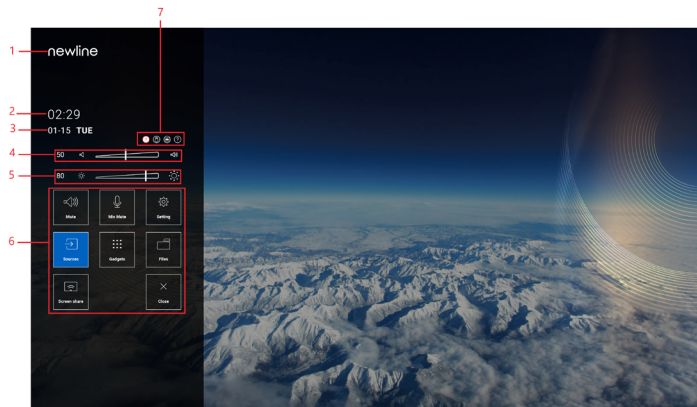 7
1
newline
2
02:29
3
01-15 TUE
4
50
5
80
6
Mute
Mic Mute
Setting
Sources
Gadgets
Files
Screen share
Close